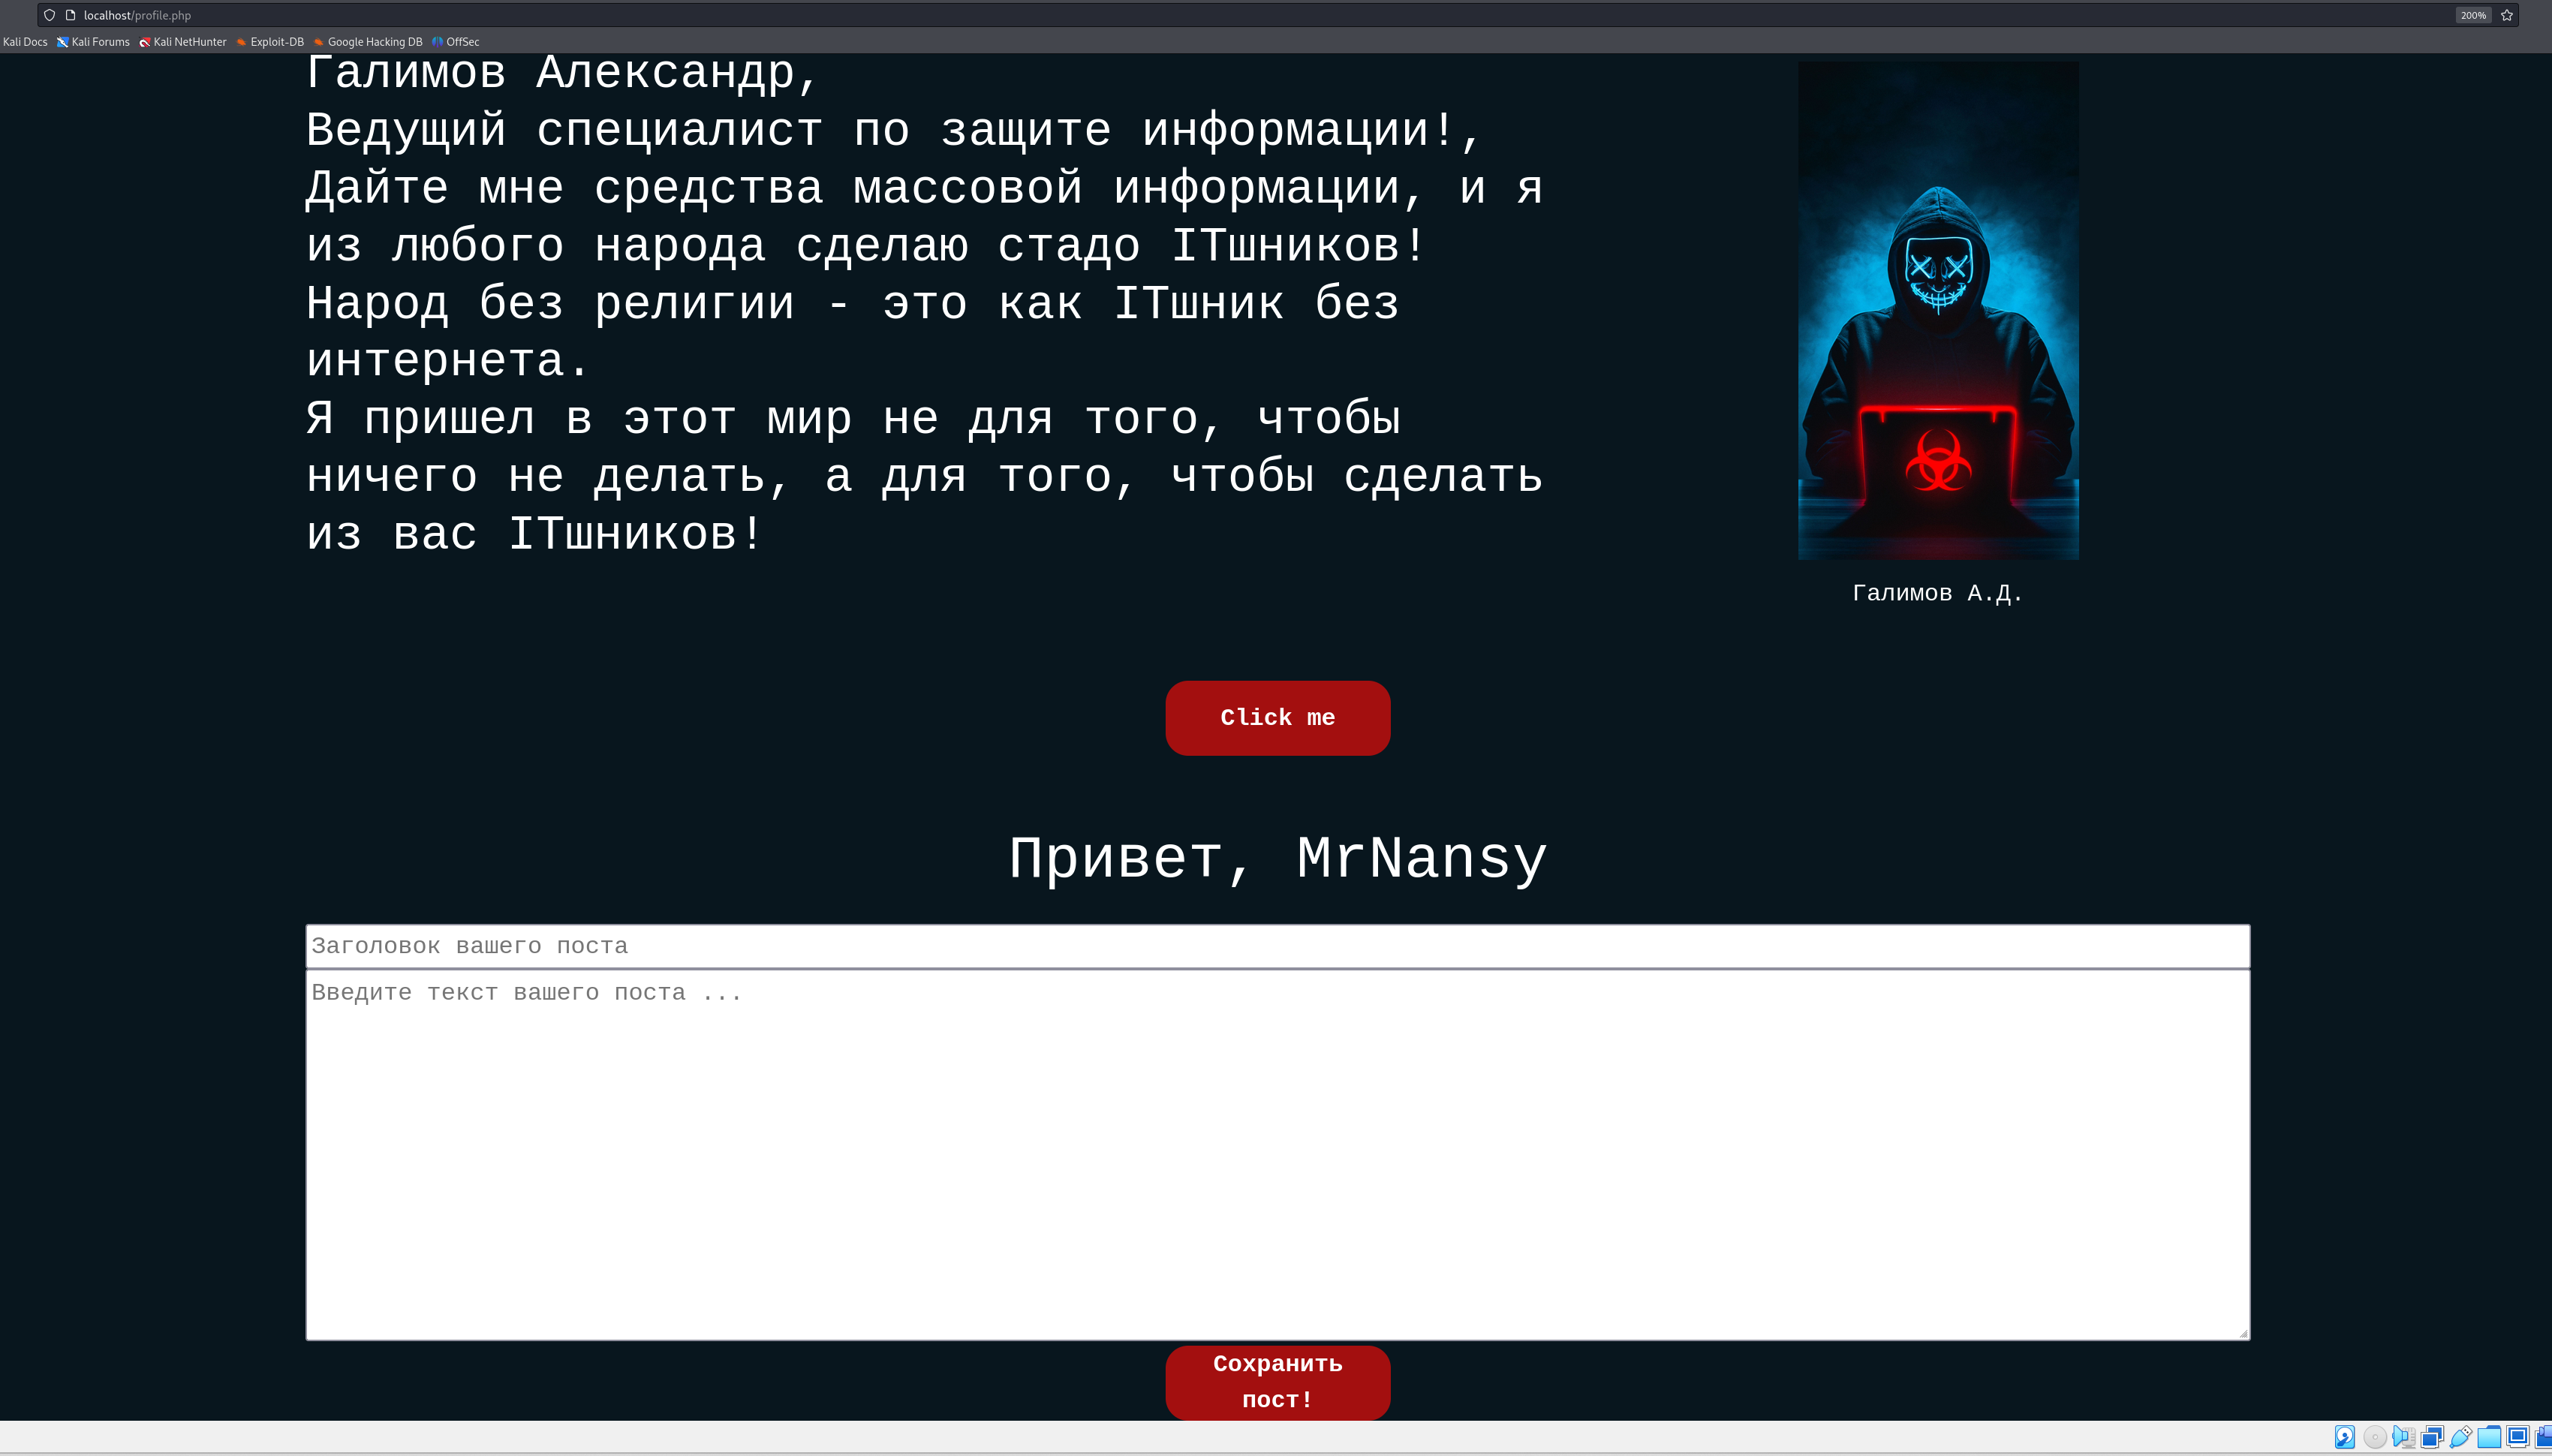 localhost/profile.php
200%
Kali Docs Kali Forums Kali NetHunter Exploit-DB Google Hacking DB OffSec
Галимов Александр,
Ведущий специалист по защите информации!,
Дайте мне средства массовой информации, и я
из любого народа сделаю стадо ITшников!
Народ без религии - это как ITшник без
интернета.
Я пришел в этот мир не для того, чтобы
ничего не делать, а для того, чтобы сделать
из вас ITшников!
Галимов А.Д.
Click me
Привет, MrNansy
Заголовок вашего поста
Введите текст вашего поста ...
Сохранить
пост!